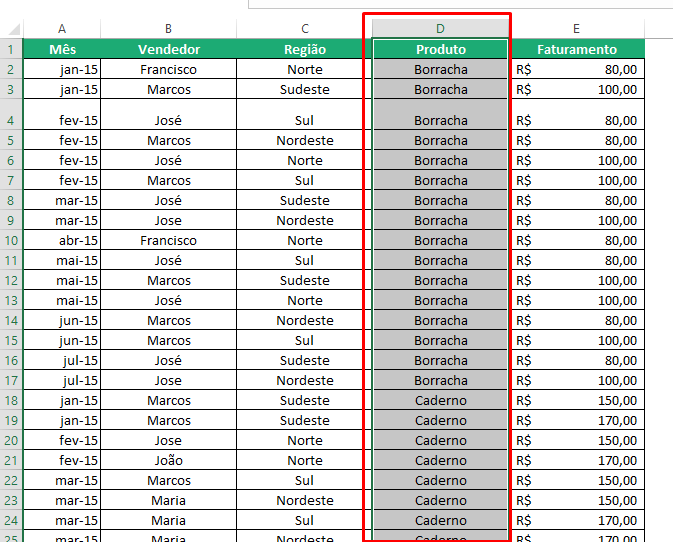 A B C D E
1 Mês Vendedor Região Produto Faturamento
2 jan-15 Francisco Norte Borracha R$ 80,00
3 jan-15 Marcos Sudeste Borracha R$ 100,00
4 fev-15 José Sul Borracha R$ 80,00
5 fev-15 Marcos Nordeste Borracha R$ 80,00
6 fev-15 José Norte Borracha R$ 100,00
7 fev-15 Marcos Sul Borracha R$ 100,00
8 mar-15 José Sudeste Borracha R$ 80,00
9 mar-15 Jose Nordeste Borracha R$ 100,00
10 abr-15 Francisco Norte Borracha R$ 80,00
11 mai-15 José Sul Borracha R$ 80,00
12 mai-15 Marcos Sudeste Borracha R$ 100,00
13 mai-15 José Norte Borracha R$ 100,00
14 jun-15 Marcos Nordeste Borracha R$ 80,00
15 jun-15 Marcos Sul Borracha R$ 100,00
16 jul-15 José Sudeste Borracha R$ 80,00
17 jul-15 Jose Nordeste Borracha R$ 100,00
18 jan-15 Marcos Sudeste Caderno R$ 150,00
19 jan-15 Marcos Sudeste Caderno R$ 170,00
20 fev-15 Jose Norte Caderno R$ 150,00
21 fev-15 João Norte Caderno R$ 170,00
22 mar-15 Marcos Sul Caderno R$ 150,00
23 mar-15 Maria Nordeste Caderno R$ 150,00
24 mar-15 Maria Sul Caderno R$ 170,00
25 mar-15 Maria Nordeste Caderno R$ 170,00